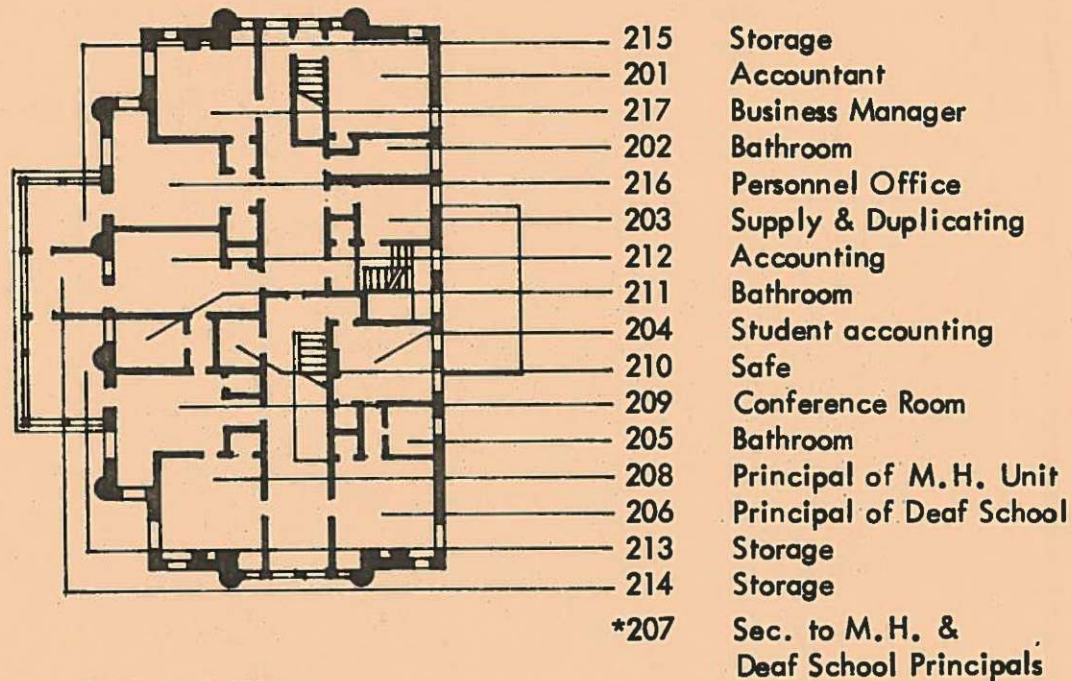 215 Storage
201 Accountant
217 Business Manager
202 Bathroom
216 Personnel Office
203 Supply & Duplicating
212 Accounting
211 Bathroom
204 Student accounting
210 Safe
209 Conference Room
205 Bathroom
208 Principal of M.H. Unit
206 Principal of Deaf School
213 Storage
214 Storage
*207 Sec. to M.H. &
Deaf School Principals